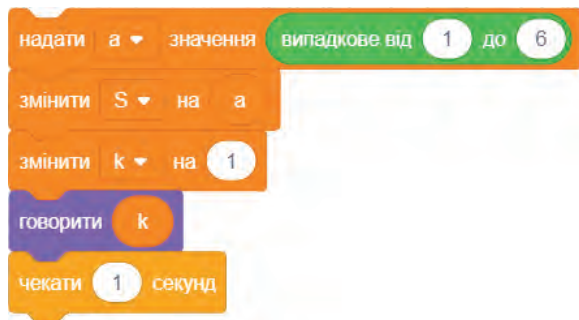 надати a значення випадкове від 1 до 6
змінити S на a
змінити k на 1
говорити k
чекати 1 секунд